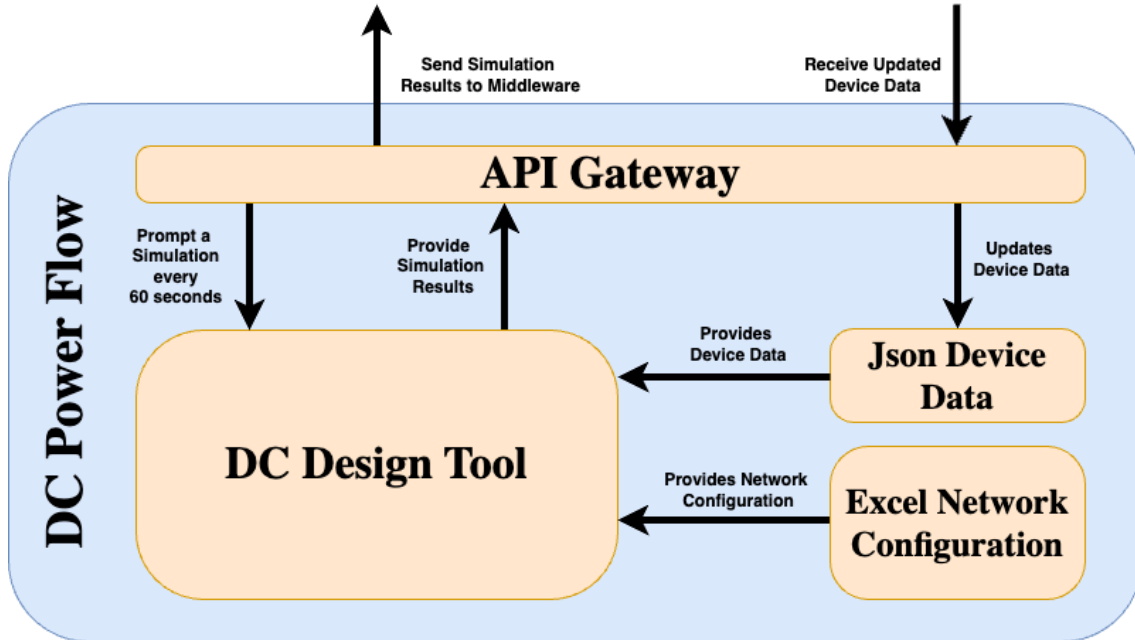 Send Simulation
Results to Middleware
Receive Updated
Device Data
API Gateway
Prompt a
Simulation
every
60 seconds
Provide
Simulation
Results
Updates
Device Data
DC Power Flow
Provides
Device Data
Json Device
Data
DC Design Tool
Provides Network
Configuration
Excel Network
Configuration